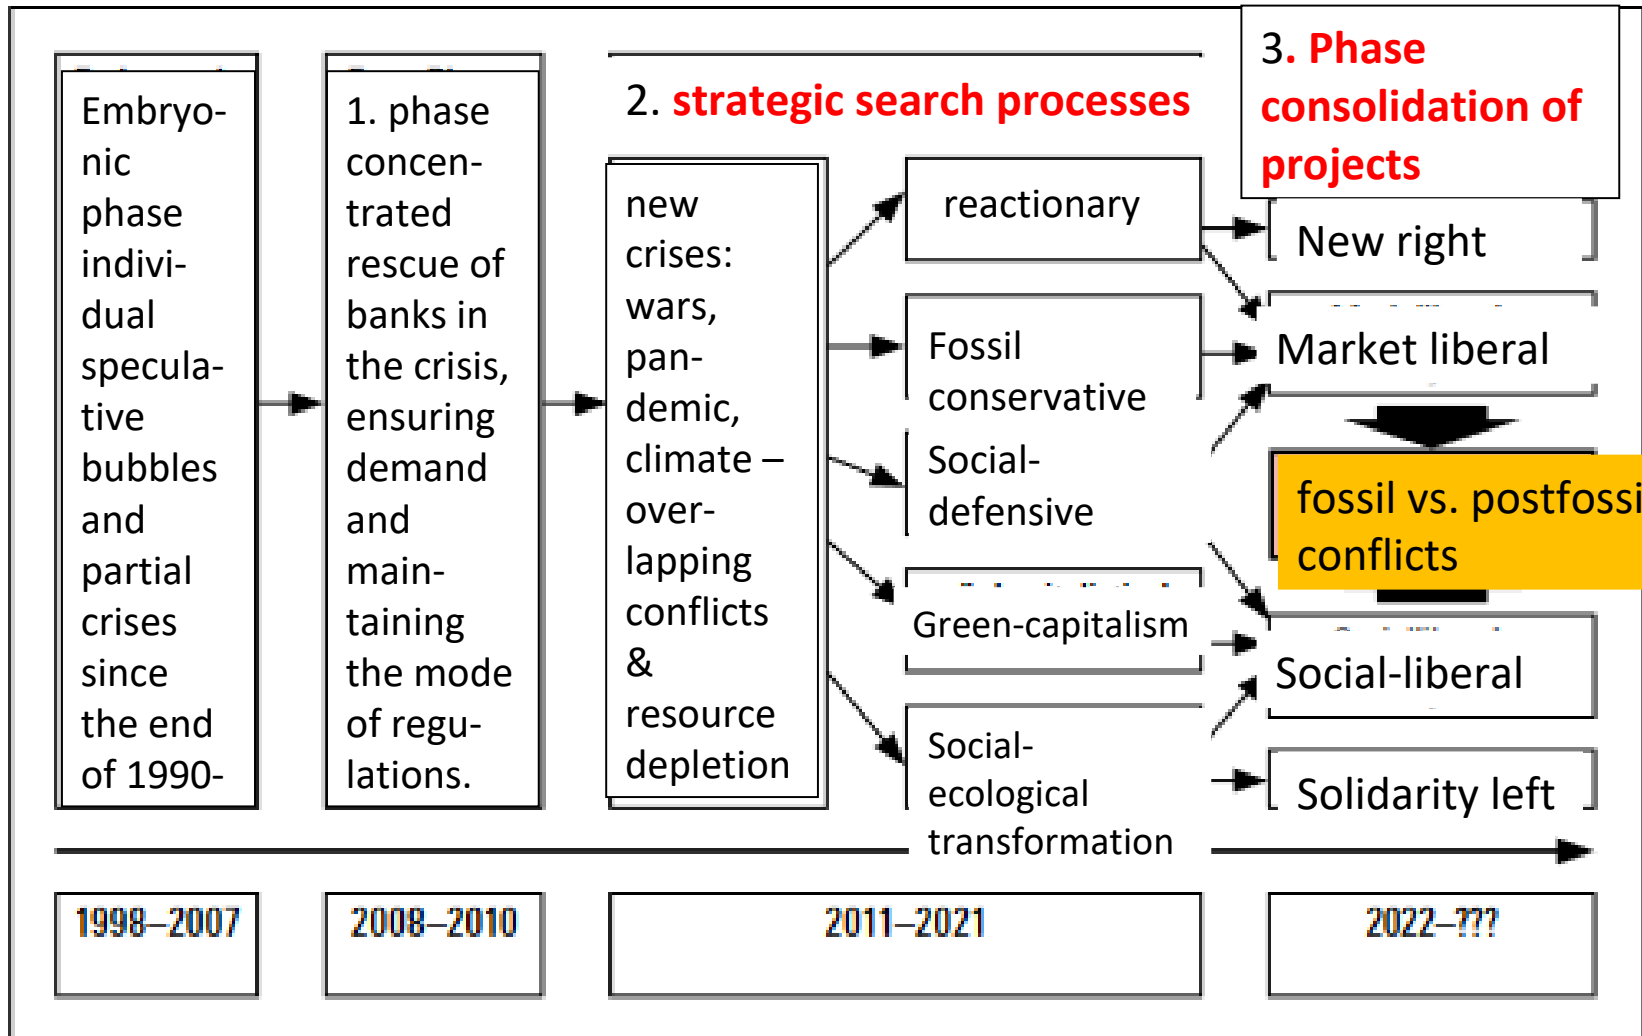 Embryo-
nic
phase
indivi-
dual
specula-
tive
bubbles
and
partial
crises
since
the end
of 1990-
1. phase
concen-
trated
rescue of
banks in
the crisis,
ensuring
demand
and
main-
taining
the mode
of regu-
lations.
2. strategic search processes
new
crises:
wars,
pan-
demic,
climate –
over-
lapping
conflicts
&
resource
depletion
reactionary
Fossil
conservative
Social-
defensive
Green-capitalism
Social-
ecological
transformation
3. Phase
consolidation of
projects
New right
Market liberal
fossil vs. postfossi
conflicts
Social-liberal
Solidarity left
1998–2007
2008–2010
2011–2021
2022–???